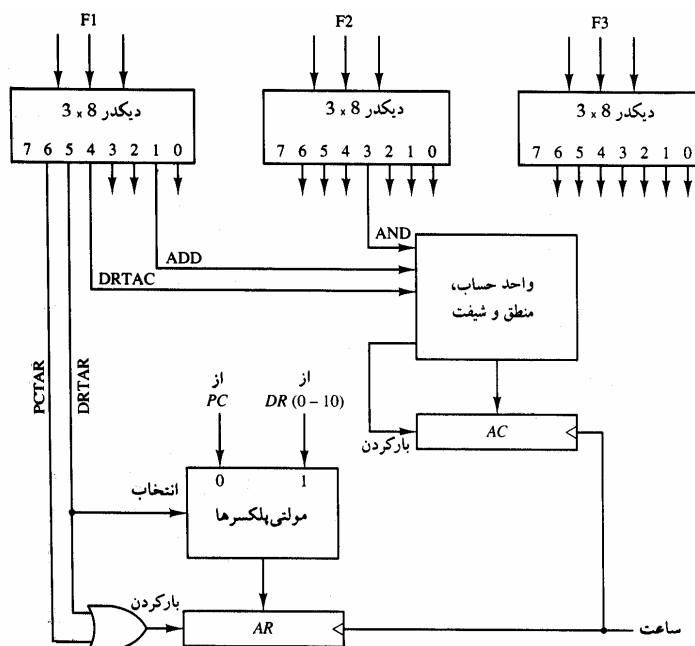 F1
F2
F3
دیکدر 3 × 8
دیکدر 3 × 8
دیکدر 3 × 8
7 6 5 4 3 2 1 0
7 6 5 4 3 2 1 0
7 6 5 4 3 2 1 0
AND
ADD
DRTAC
واحد حساب،
منطق و شیفت
PCTAR
DRTAR
از
PC
از
DR (0 – 10)
بارکردن
AC
انتخاب
0
1
مولتی‌پلکسرها
بارکردن
AR
ساعت